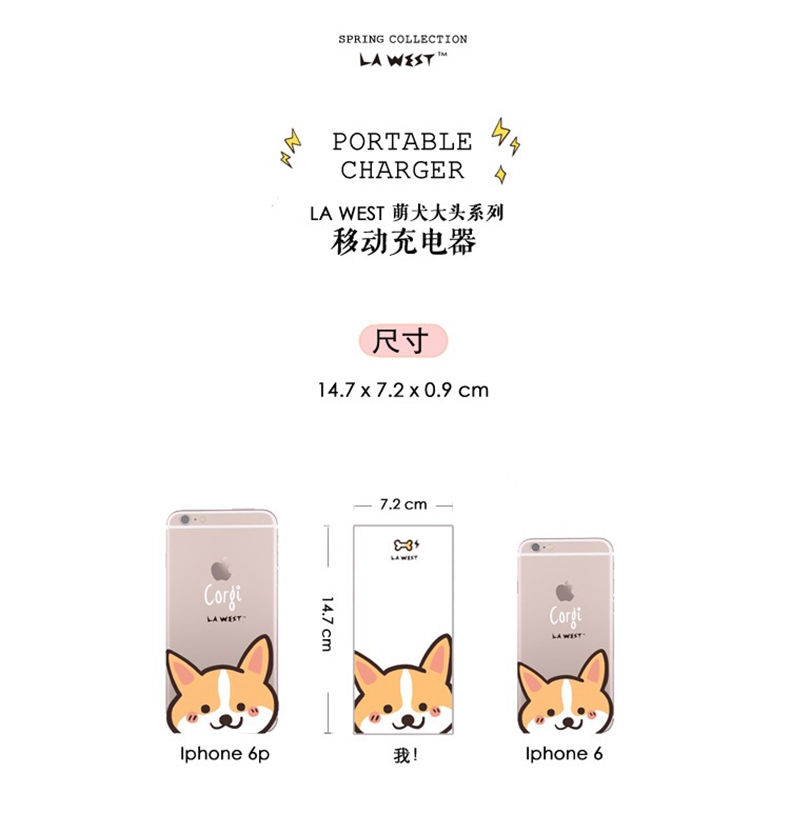 SPRING COLLECTION
LA WEST™
PORTABLE
CHARGER
LA WEST 萌犬大头系列
移动充电器
尺寸
14.7 x 7.2 x 0.9 cm
7.2 cm
14.7 cm
LA WEST
Corgi
LA WEST™
Corgi
LA WEST™
Iphone 6p
我!
Iphone 6